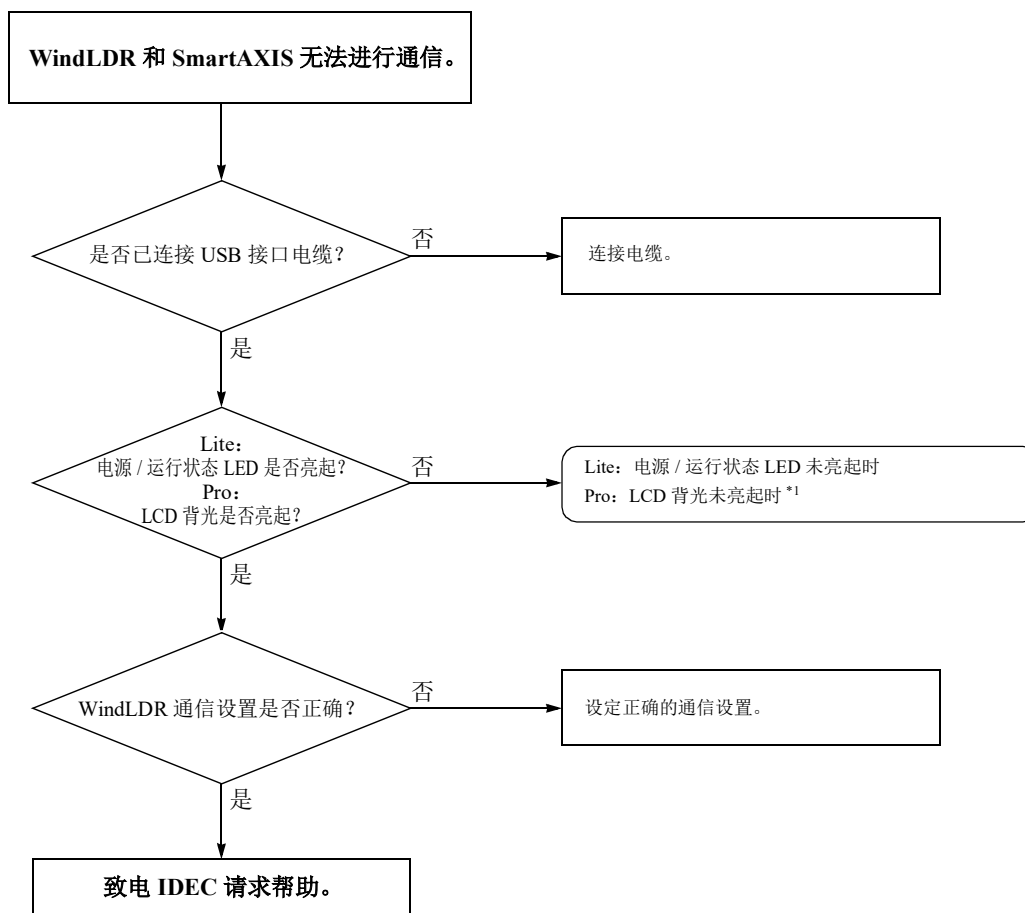 WindLDR 和 SmartAXIS 无法进行通信。
是否已连接 USB 接口电缆？
否
连接电缆。
是
Lite：
电源 / 运行状态 LED 是否亮起？
Pro：
LCD 背光是否亮起？
否
Lite：电源 / 运行状态 LED 未亮起时
Pro：LCD 背光未亮起时 *1
是
WindLDR 通信设置是否正确？
否
设定正确的通信设置。
是
致电 IDEC 请求帮助。